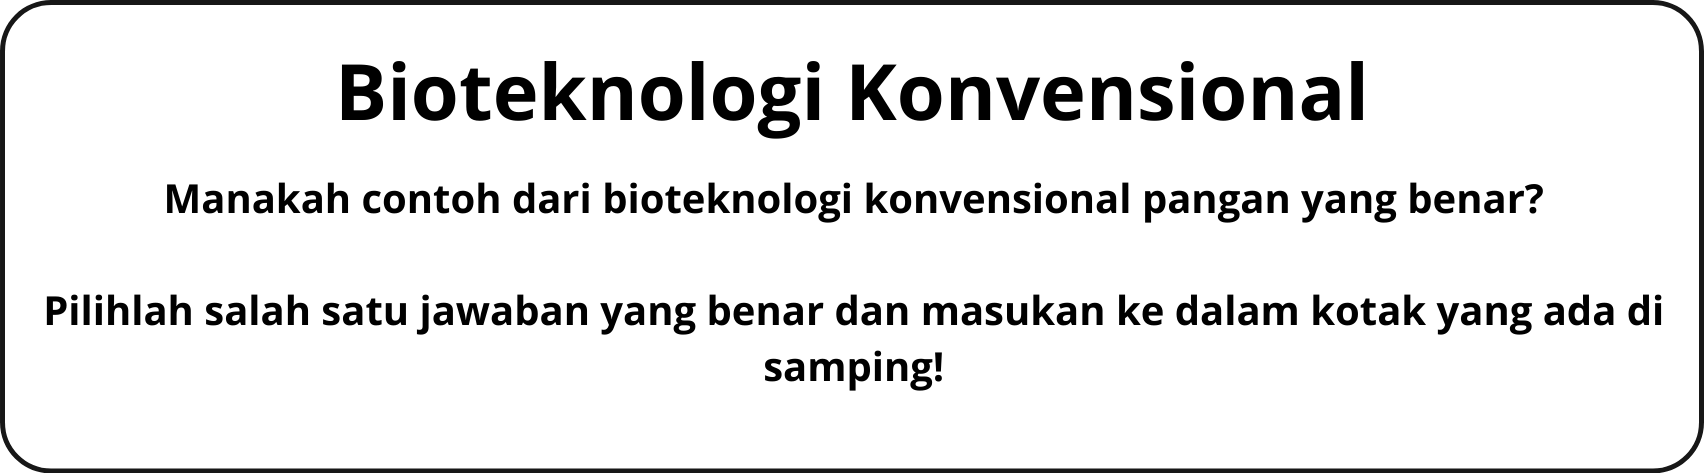 Bioteknologi Konvensional
Manakah contoh dari bioteknologi konvensional pangan yang benar?
Pilihlah salah satu jawaban yang benar dan masukan ke dalam kotak yang ada di
samping!